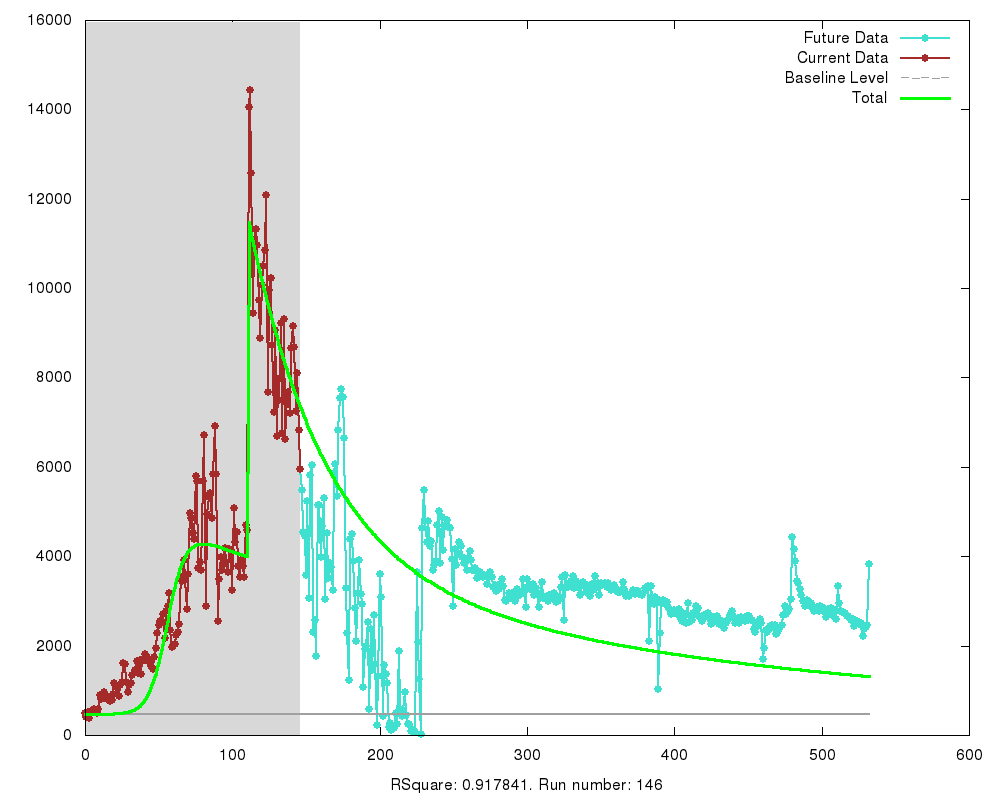 16000
14000
12000
10000
8000
6000
4000
2000
0
Future Data
Current Data
Baseline Level
Total
0 100 200 300 400 500 600
RSquare: 0.917841. Run number: 146